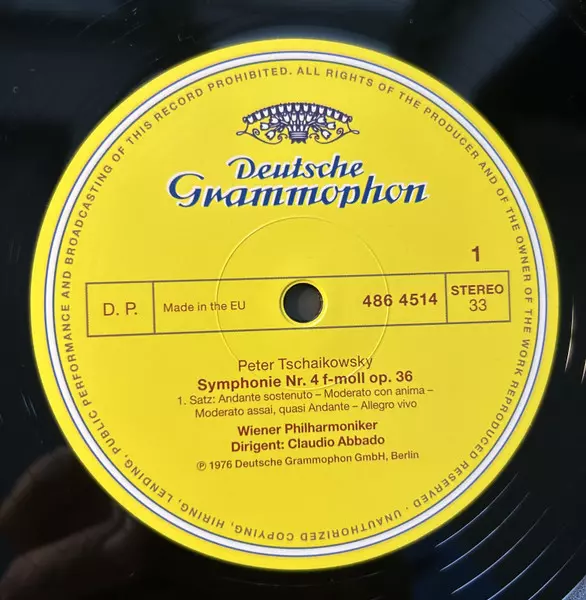 UNAUTHORIZED COPYING, HIRING, LENDING, PUBLIC PERFORMANCE AND BROADCASTING OF THIS RECORD PROHIBITED. ALL RIGHTS OF THE PRODUCER AND OF THE OWNER OF THE WORK REPRODUCED RESERVED ·
Deutsche
Grammophon
1
D. P.
Made in the EU
486 4514
STEREO
33
Peter Tschaikowsky
Symphonie Nr. 4 f-moll op. 36
1. Satz: Andante sostenuto – Moderato con anima –
Moderato assai, quasi Andante – Allegro vivo
Wiener Philharmoniker
Dirigent: Claudio Abbado
℗ 1976 Deutsche Grammophon GmbH, Berlin